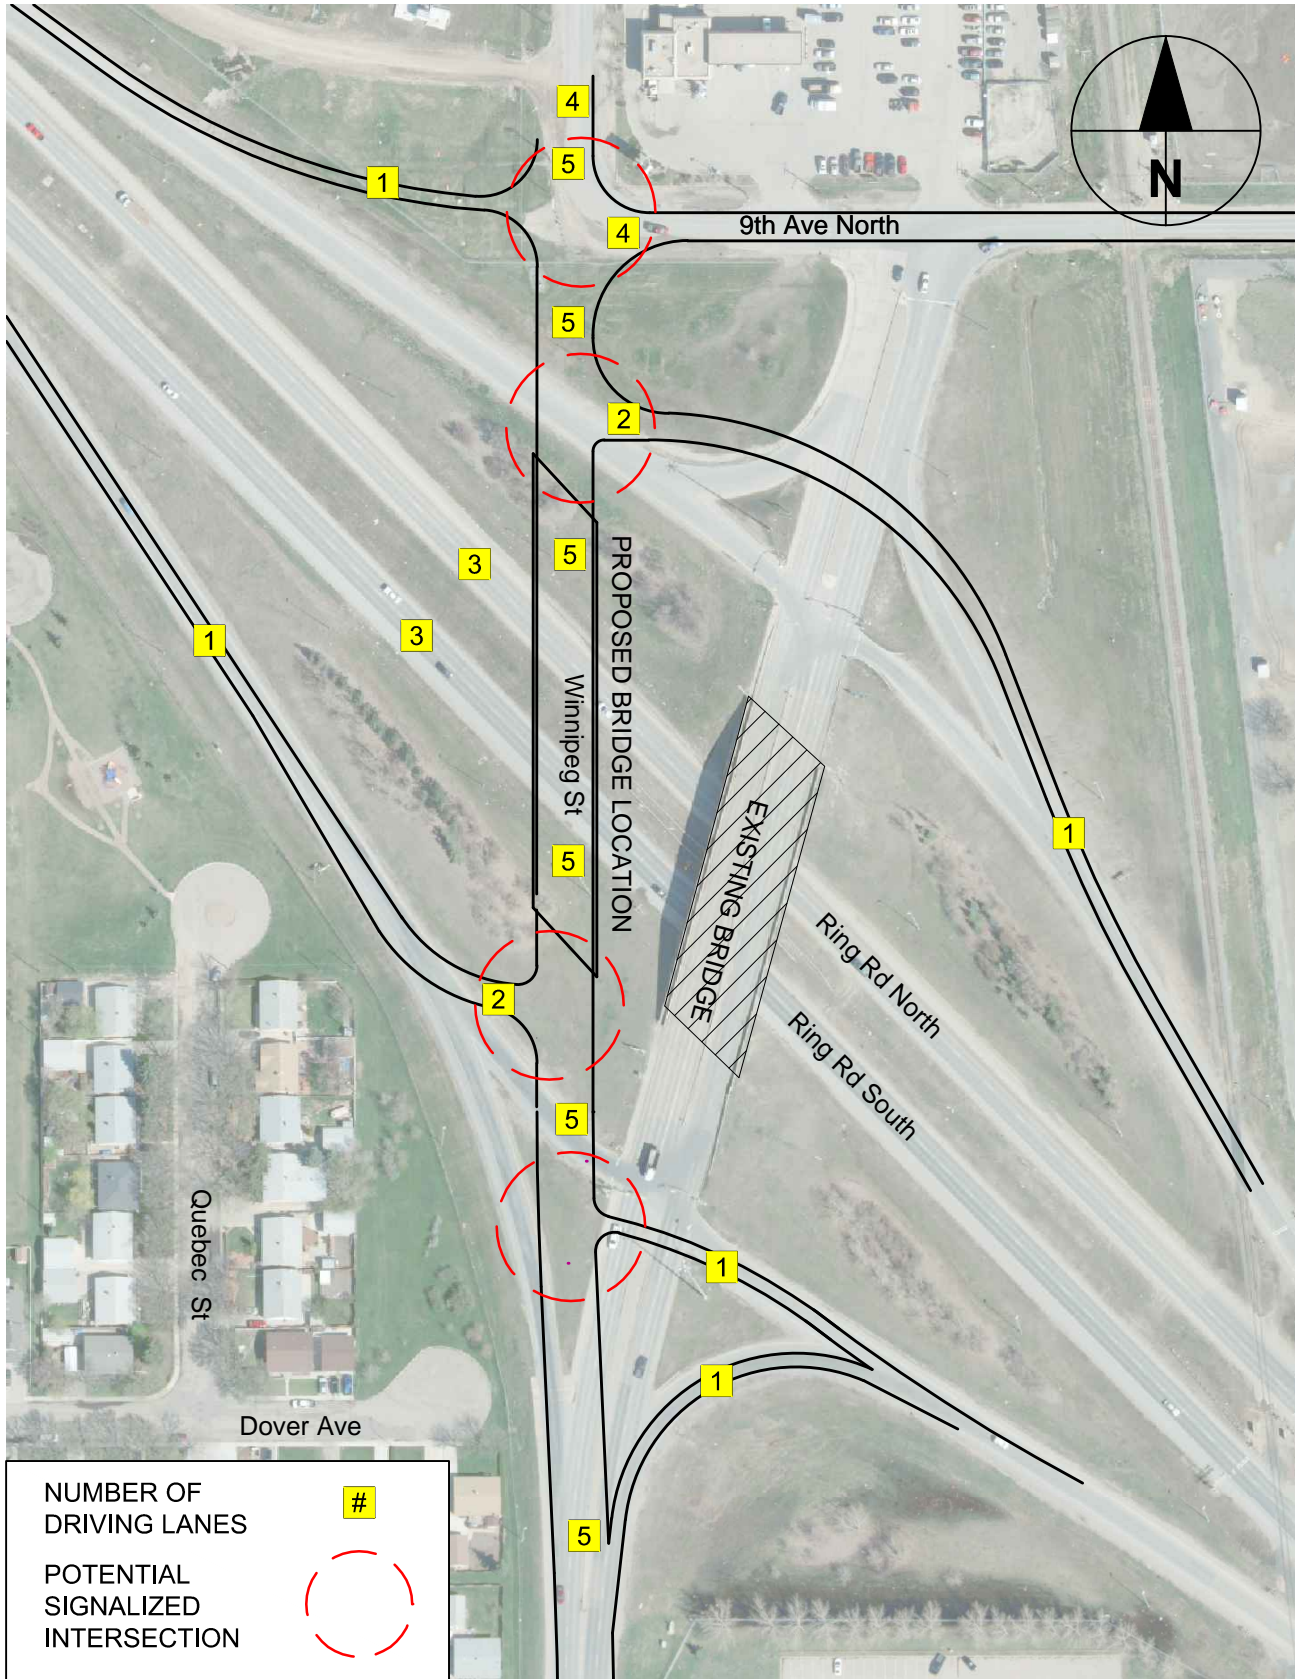 4
5
1
N
9th Ave North
4
5
2
5
3
3
1
PROPOSED BRIDGE LOCATION
Winnipeg St
5
EXISTING BRIDGE
1
Ring Rd North
Ring Rd South
2
5
Quebec St
1
1
Dover Ave
5
NUMBER OF
DRIVING LANES
#
POTENTIAL
SIGNALIZED
INTERSECTION